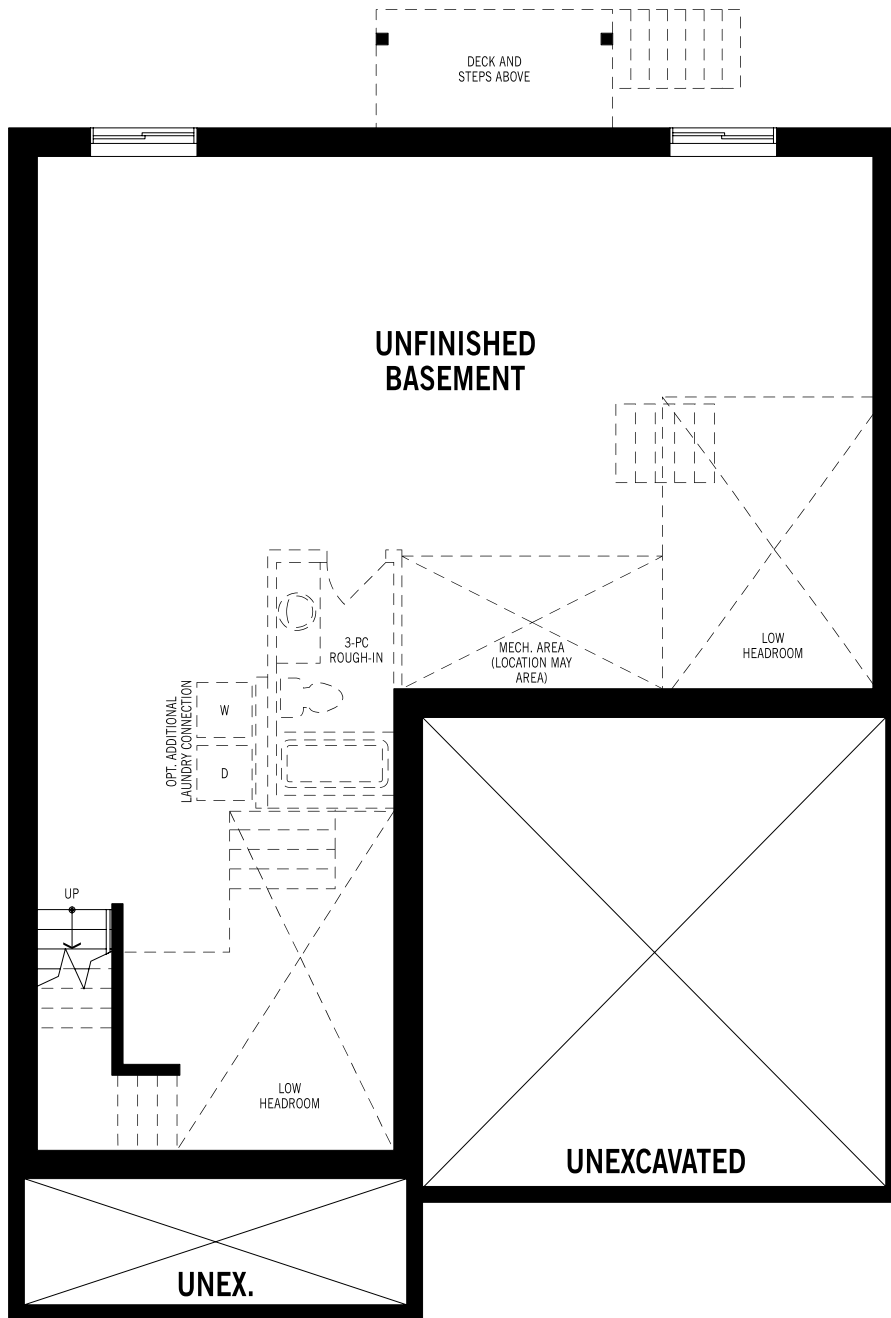 DECK AND
STEPS ABOVE
UNFINISHED
BASEMENT
3-PC
ROUGH-IN
MECH. AREA
(LOCATION MAY
AREA)
LOW
HEADROOM
OPT. ADDITIONAL
LAUNDRY CONNECTION
W
D
UP
LOW
HEADROOM
UNEXCAVATED
UNEX.